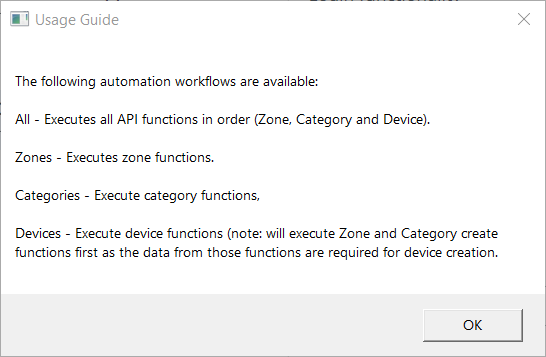 Usage Guide
The following automation workflows are available:
All - Executes all API functions in order (Zone, Category and Device).
Zones - Executes zone functions.
Categories - Execute category functions,
Devices - Execute device functions (note: will execute Zone and Category create
functions first as the data from those functions are required for device creation.
OK